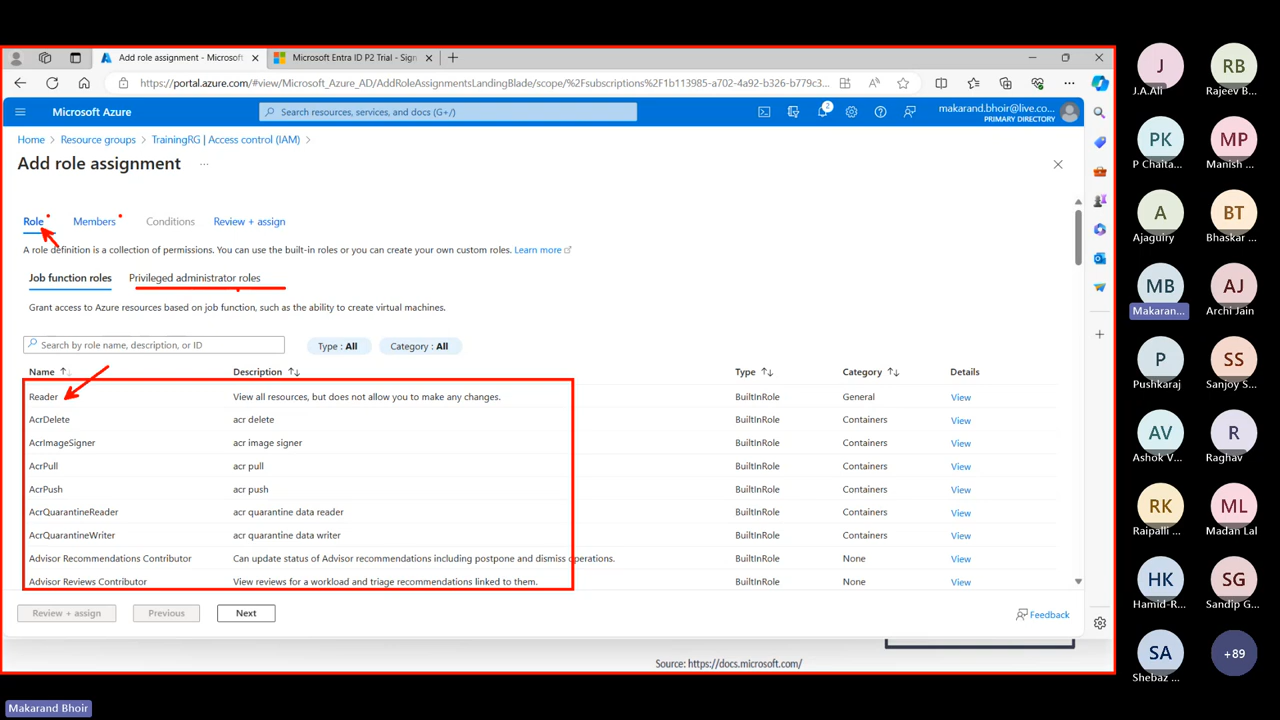 Add role assignment - Microsoft
Microsoft Entra ID P2 Trial - Sign
https://portal.azure.com/#view/Microsoft_Azure_AD/AddRoleAssignmentsLandingBlade/scope/%2Fsubscriptions%2F1b113985-a702-4a92-b326-b779c3...
Microsoft Azure
Search resources, services, and docs (G+/)
2
makarand.bhoir@live.co...
PRIMARY DIRECTORY
Home > Resource groups > TrainingRG | Access control (IAM) >
Add role assignment ...
Role Members Conditions Review + assign
A role definition is a collection of permissions. You can use the built-in roles or you can create your own custom roles. Learn more
Job function roles Privileged administrator roles
Grant access to Azure resources based on job function, such as the ability to create virtual machines.
Search by role name, description, or ID
Type : All Category : All
Name Description Type Category Details
Reader View all resources, but does not allow you to make any changes. BuiltInRole General View
AcrDelete acr delete BuiltInRole Containers View
AcrImageSigner acr image signer BuiltInRole Containers View
AcrPull acr pull BuiltInRole Containers View
AcrPush acr push BuiltInRole Containers View
AcrQuarantineReader acr quarantine data reader BuiltInRole Containers View
AcrQuarantineWriter acr quarantine data writer BuiltInRole Containers View
Advisor Recommendations Contributor Can update status of Advisor recommendations including postpone and dismiss operations. BuiltInRole None View
Advisor Reviews Contributor View reviews for a workload and triage recommendations linked to them. BuiltInRole None View
Review + assign Previous Next
Feedback
Source: https://docs.microsoft.com/
J RB
J.A.Ali Rajeev B...
PK MP
P Chaita... Manish ...
A BT
Ajaguiry Bhaskar ...
MB AJ
Makaran... Archi Jain
P SS
Pushkaraj Sanjoy S...
AV R
Ashok V... Raghav
RK ML
Raipalli ... Madan Lal
HK SG
Hamid-R... Sandip G...
SA +89
Shebaz ...
Makarand Bhoir